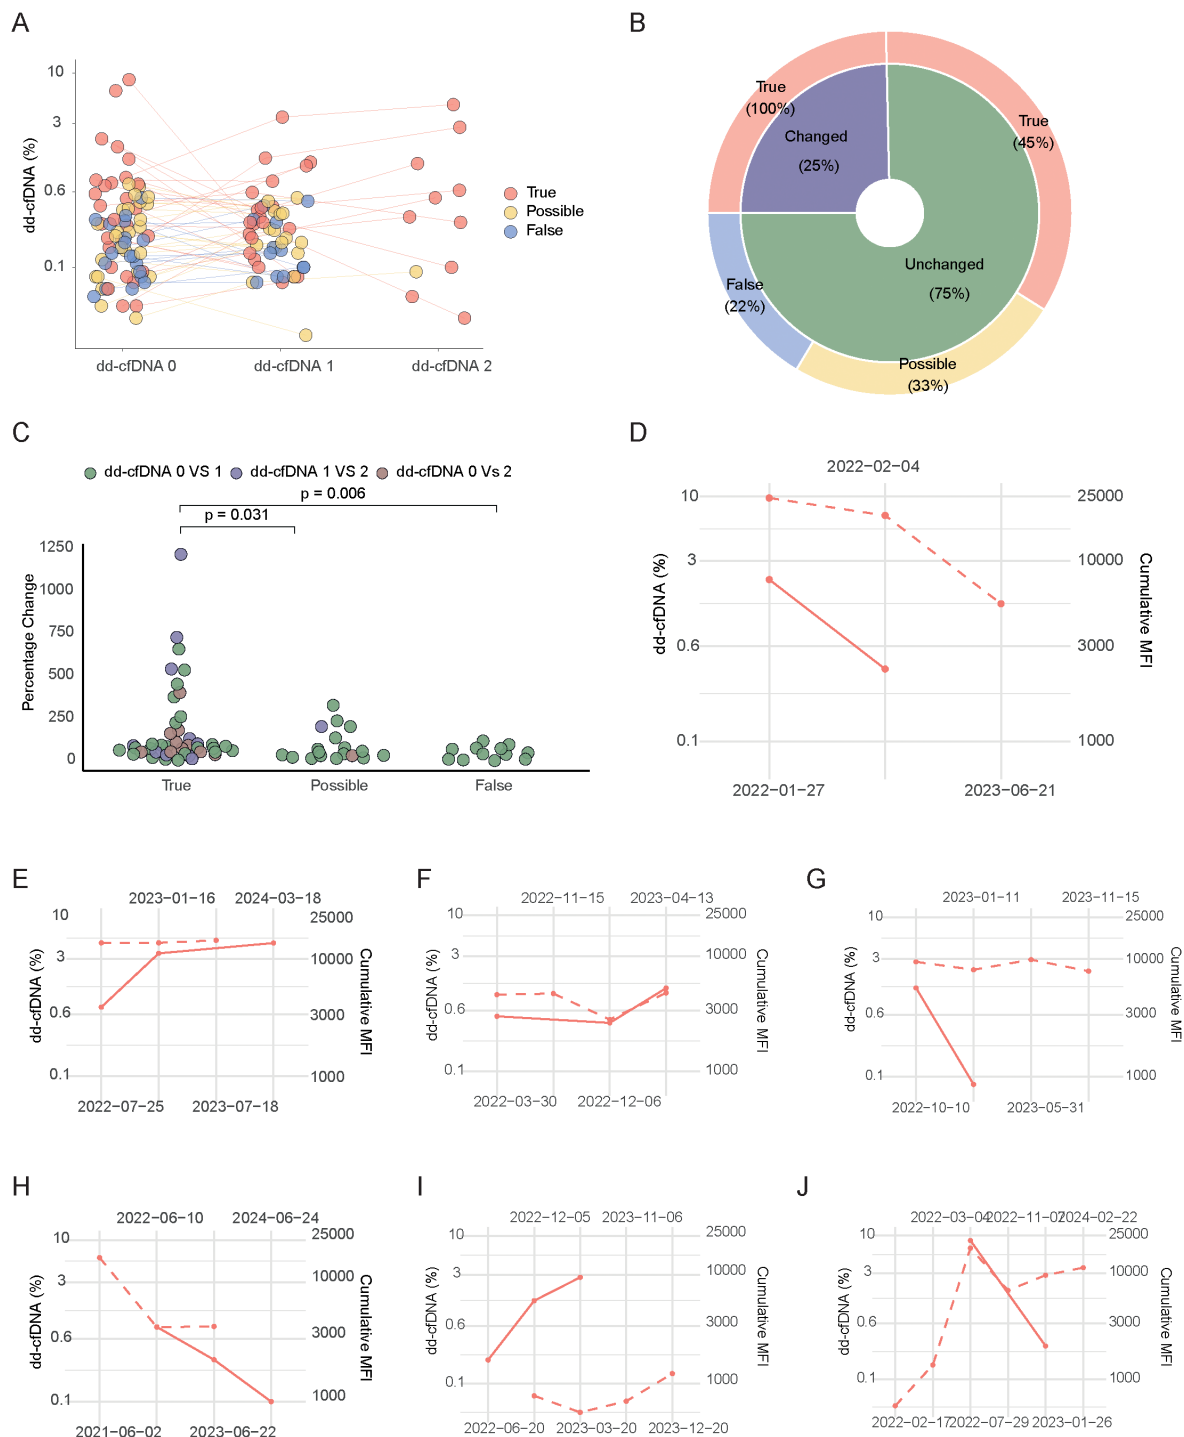 A
10
3
0.6
0.1
dd-cfDNA (%)
dd-cfDNA 0
dd-cfDNA 1
dd-cfDNA 2
True
Possible
False
B
True
(100%)
Changed
(25%)
True
(45%)
Unchanged
(75%)
False
(22%)
Possible
(33%)
C
dd-cfDNA 0 VS 1
dd-cfDNA 1 VS 2
dd-cfDNA 0 Vs 2
p = 0.006
p = 0.031
1250
1000
750
500
250
0
Percentage Change
True
Possible
False
D
2022−02−04
10
3
0.6
0.1
dd-cfDNA (%)
25000
10000
3000
1000
Cumulative MFI
2022−01−27
2023−06−21
E
2023−01−16
2024−03−18
10
3
0.6
0.1
dd-cfDNA (%)
25000
10000
3000
1000
Cumulative MFI
2022−07−25
2023−07−18
F
2022−11−15
2023−04−13
10
3
0.6
0.1
dd-cfDNA (%)
25000
10000
3000
1000
Cumulative MFI
2022−03−30
2022−12−06
G
2023−01−11
2023−11−15
10
3
0.6
0.1
dd-cfDNA (%)
25000
10000
3000
1000
Cumulative MFI
2022−10−10
2023−05−31
H
2022−06−10
2024−06−24
10
3
0.6
0.1
dd-cfDNA (%)
25000
10000
3000
1000
Cumulative MFI
2021−06−02
2023−06−22
I
2022−12−05
2023−11−06
10
3
0.6
0.1
dd-cfDNA (%)
25000
10000
3000
1000
Cumulative MFI
2022−06−20
2023−03−20
2023−12−20
J
2022−03−04
2022−11−07
2024−02−22
10
3
0.6
0.1
dd-cfDNA (%)
25000
10000
3000
1000
Cumulative MFI
2022−02−17
2022−07−29
2023−01−26